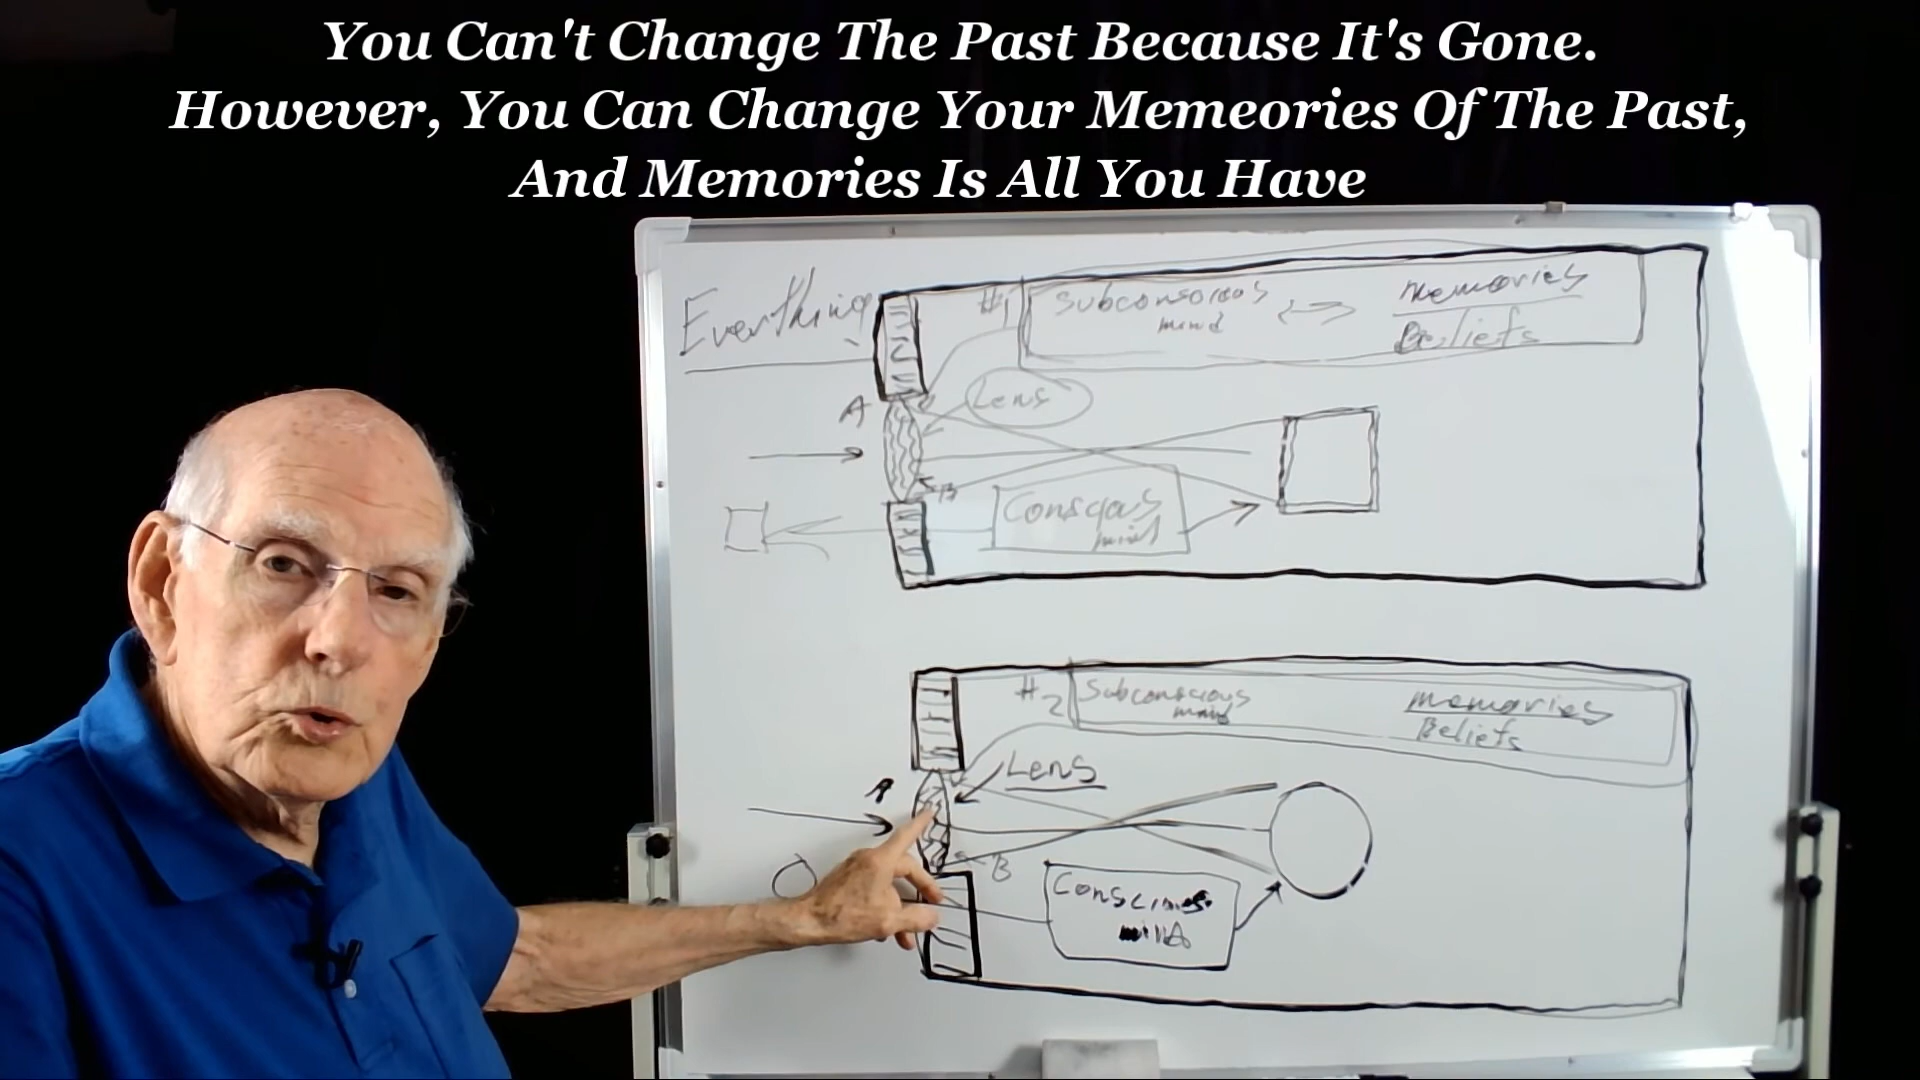 You Can't Change The Past Because It's Gone.
However, You Can Change Your Memeories Of The Past,
And Memories Is All You Have
Everthing
#1
Subconscious
mind
memories
Beliefs
A
Lens
B
Conscious
mind
#2
Subconscious
mind
memories
Beliefs
Lens
A
B
Conscious
mind